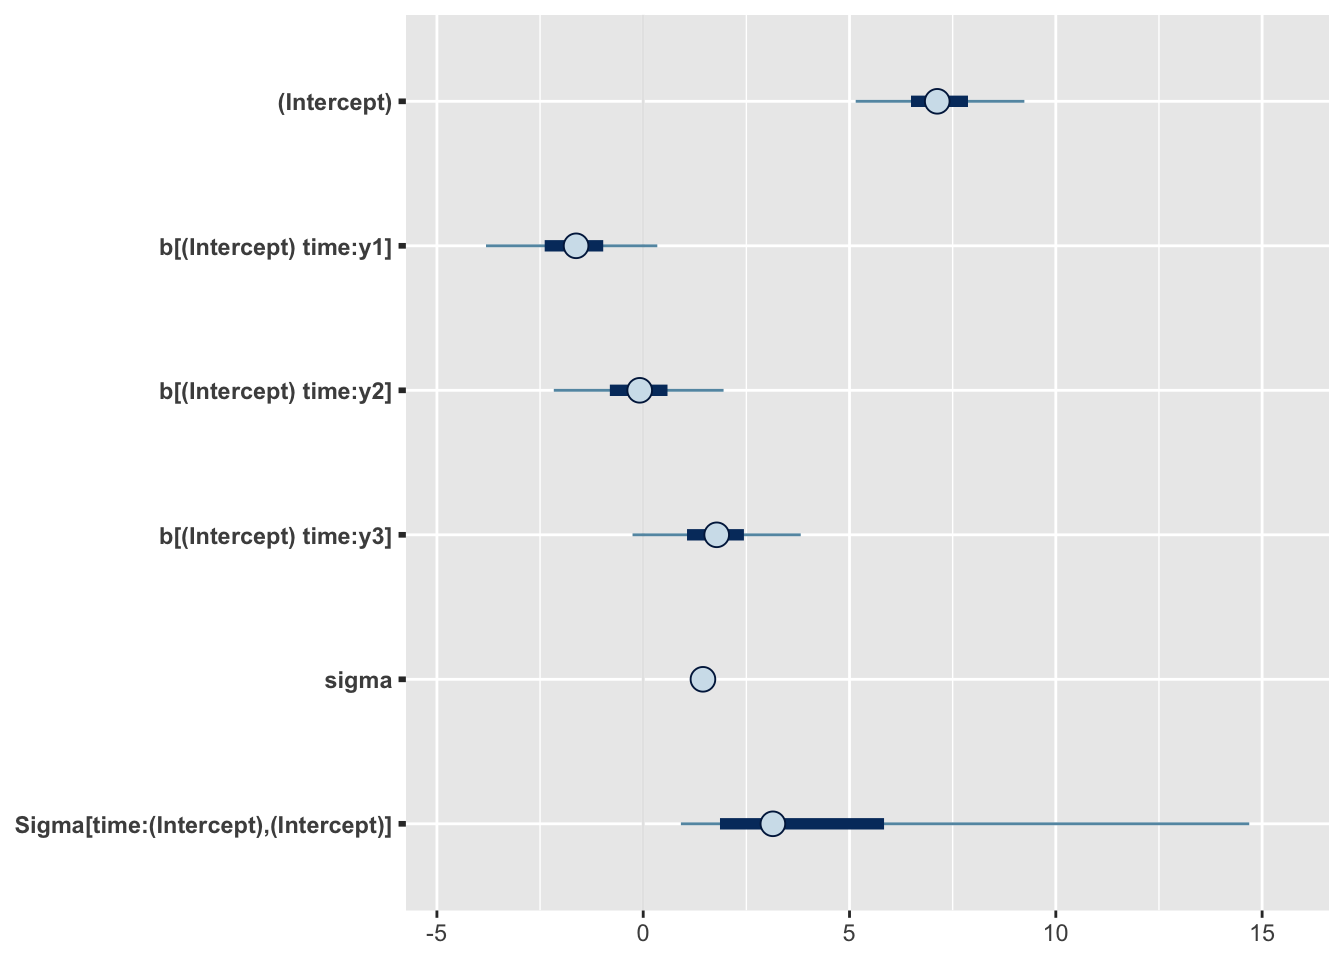 (Intercept)
b[(Intercept) time:y1]
b[(Intercept) time:y2]
b[(Intercept) time:y3]
sigma
Sigma[time:(Intercept),(Intercept)]
-5 0 5 10 15